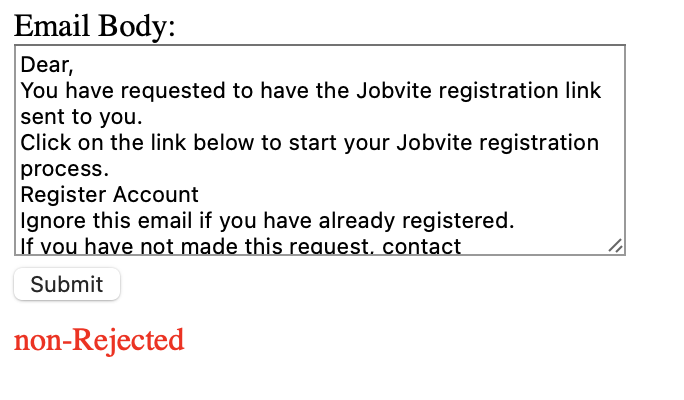 Email Body:
Dear,
You have requested to have the Jobvite registration link
sent to you.
Click on the link below to start your Jobvite registration
process.
Register Account
Ignore this email if you have already registered.
If you have not made this request, contact
Submit
non-Rejected